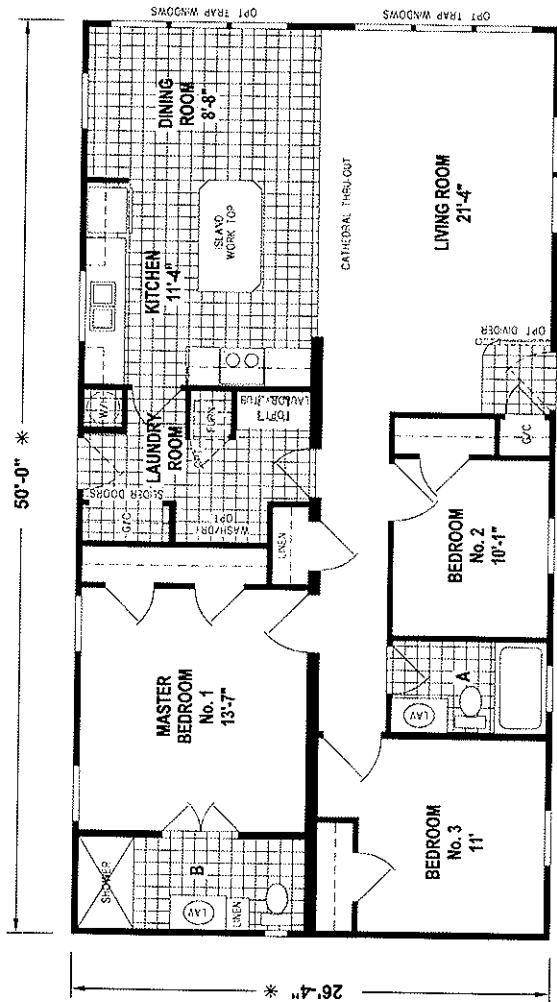 50'-0" *
26'-4" *
OPT TRAP WINDOWS
OPT TRAP WINDOWS
DINING
ROOM
8'-8"
KITCHEN
11'-4"
ISLAND
WORK TOP
CATHEDRAL THRU-OUT
LIVING ROOM
21'-4"
OPT DIVIDER
G/C
W/H
LAUNDRY
ROOM
FURN
OPT
LAUNDRY TUB
SLIDER DOORS
G/C
OPT
WASH/DRY
LINEN
MASTER
BEDROOM
No. 1
13'-7"
BEDROOM
No. 2
10'-1"
A
LAV
BEDROOM
No. 3
11'
SHOWER
B
LAV
LINEN